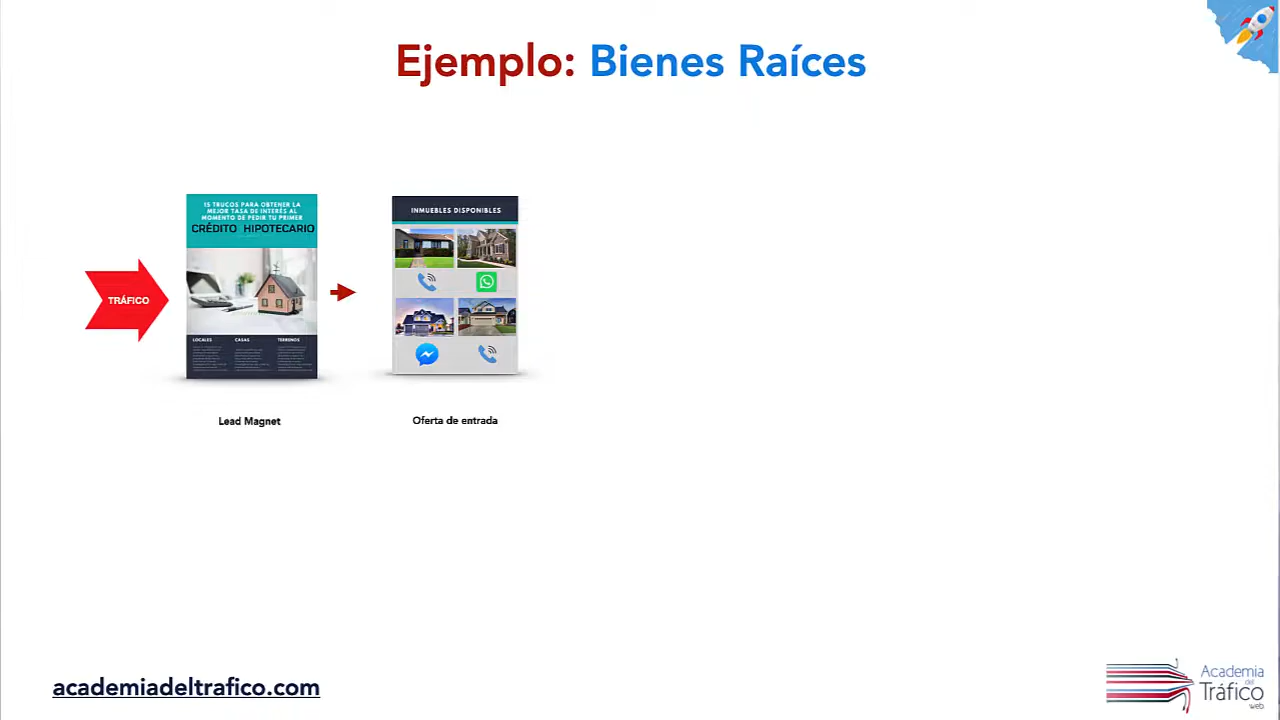 Ejemplo: Bienes Raíces
15 TRUCOS PARA OBTENER LA
MEJOR TASA DE INTERÉS AL
MOMENTO DE PEDIR TU PRIMER
CRÉDITO HIPOTECARIO
LOCALES
CASAS
TERRENOS
INMUEBLES DISPONIBLES
TRÁFICO
Lead Magnet
Oferta de entrada
academiadeltrafico.com
Academia
del
Tráfico
web.